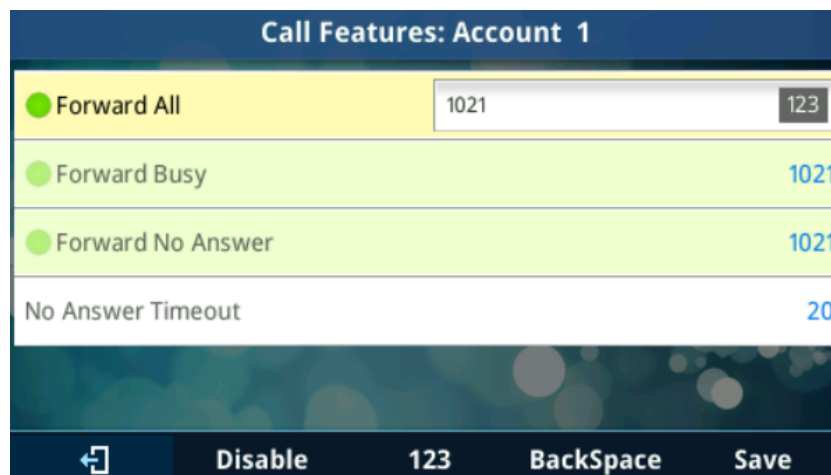 Call Features: Account 1
Forward All 1021 123
Forward Busy 1021
Forward No Answer 1021
No Answer Timeout 20
Disable 123 BackSpace Save